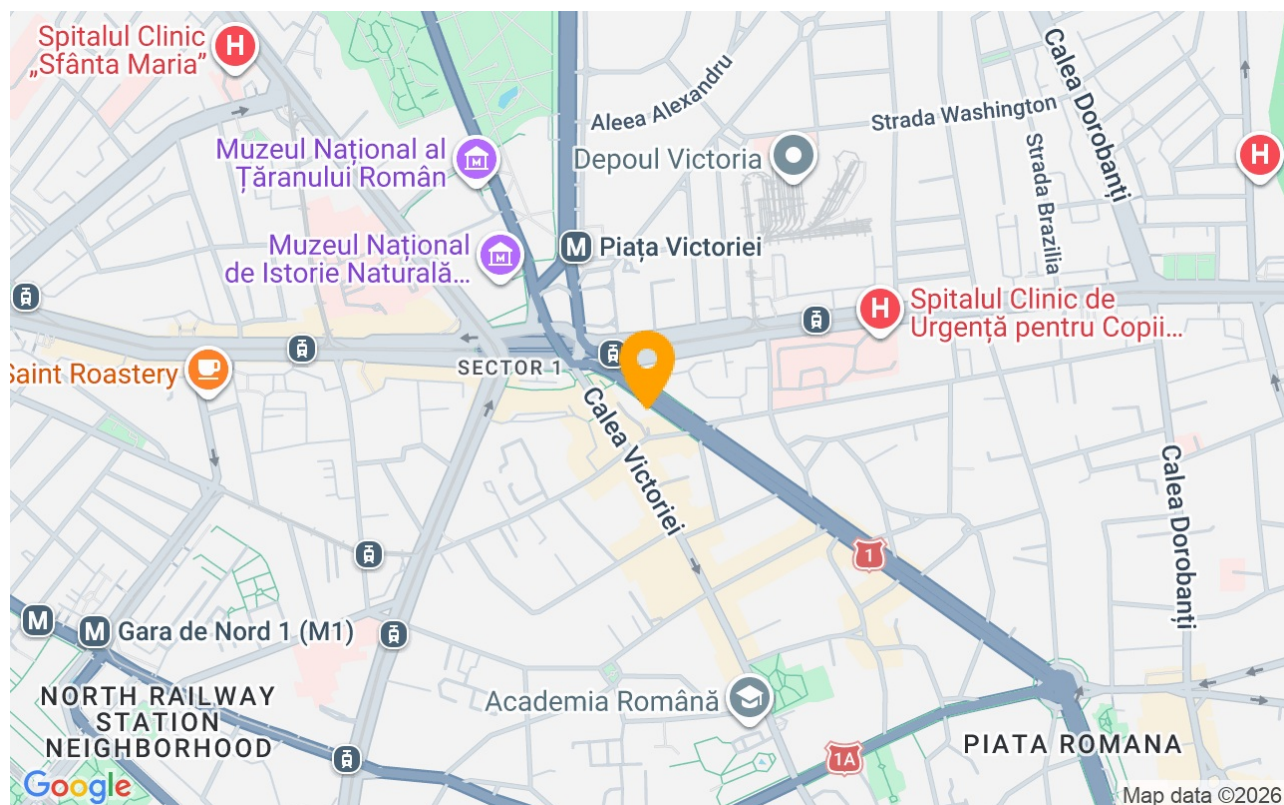 Spitalul Clinic
„Sfânta Maria”
H
Aleea Alexandru
Calea Dorobanți
Strada Washington
Muzeul Național al
Țăranului Român
Depoul Victoria
H
Strada Brazilia
Muzeul Național
de Istorie Naturală...
M
Piața Victoriei
H
Spitalul Clinic de
Urgență pentru Copii...
Saint Roastery
SECTOR 1
Calea Victoriei
Calea Dorobanți
1
M
M
Gara de Nord 1 (M1)
NORTH RAILWAY
STATION
NEIGHBORHOOD
Academia Română
1A
PIATA ROMANA
Google
Map data ©2026